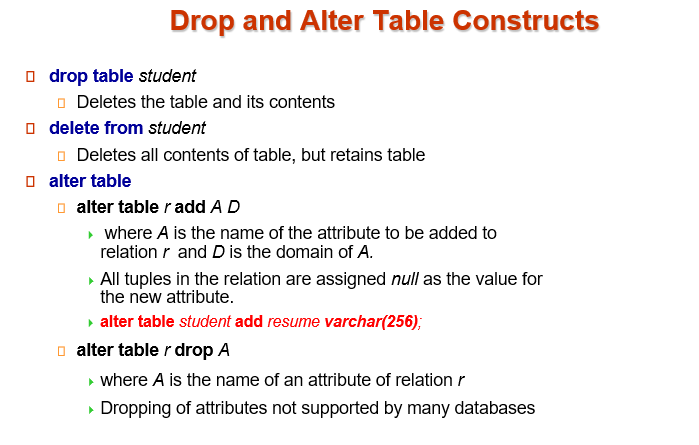 Drop and Alter Table Constructs
drop table student
Deletes the table and its contents
delete from student
Deletes all contents of table, but retains table
alter table
alter table r add A D
where A is the name of the attribute to be added to
relation r and D is the domain of A.
All tuples in the relation are assigned null as the value for
the new attribute.
alter table student add resume varchar(256);
alter table r drop A
where A is the name of an attribute of relation r
Dropping of attributes not supported by many databases